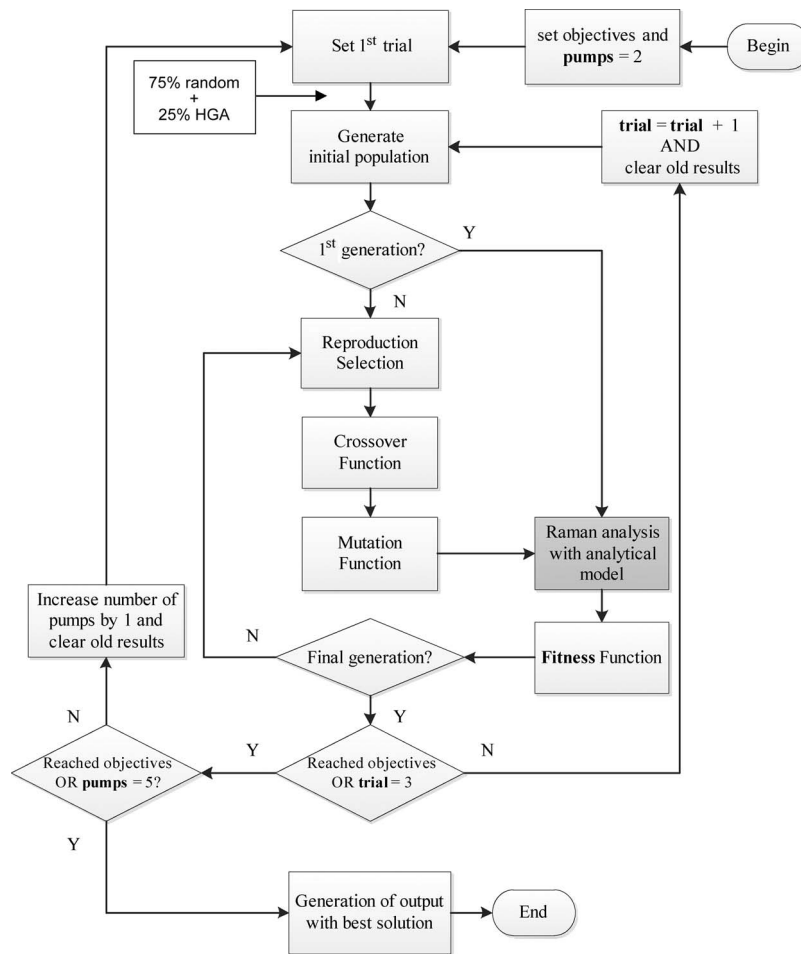 Begin
set objectives and
pumps = 2
Set 1st trial
75% random
+
25% HGA
Generate
initial population
trial = trial + 1
AND
clear old results
1st generation?
Y
N
Reproduction
Selection
Crossover
Function
Mutation
Function
Raman analysis
with analytical
model
Fitness Function
Final generation?
N
Y
Increase number of
pumps by 1 and
clear old results
N
Reached objectives
OR trial = 3
Y
N
Reached objectives
OR pumps = 5?
Y
Generation of output
with best solution
End